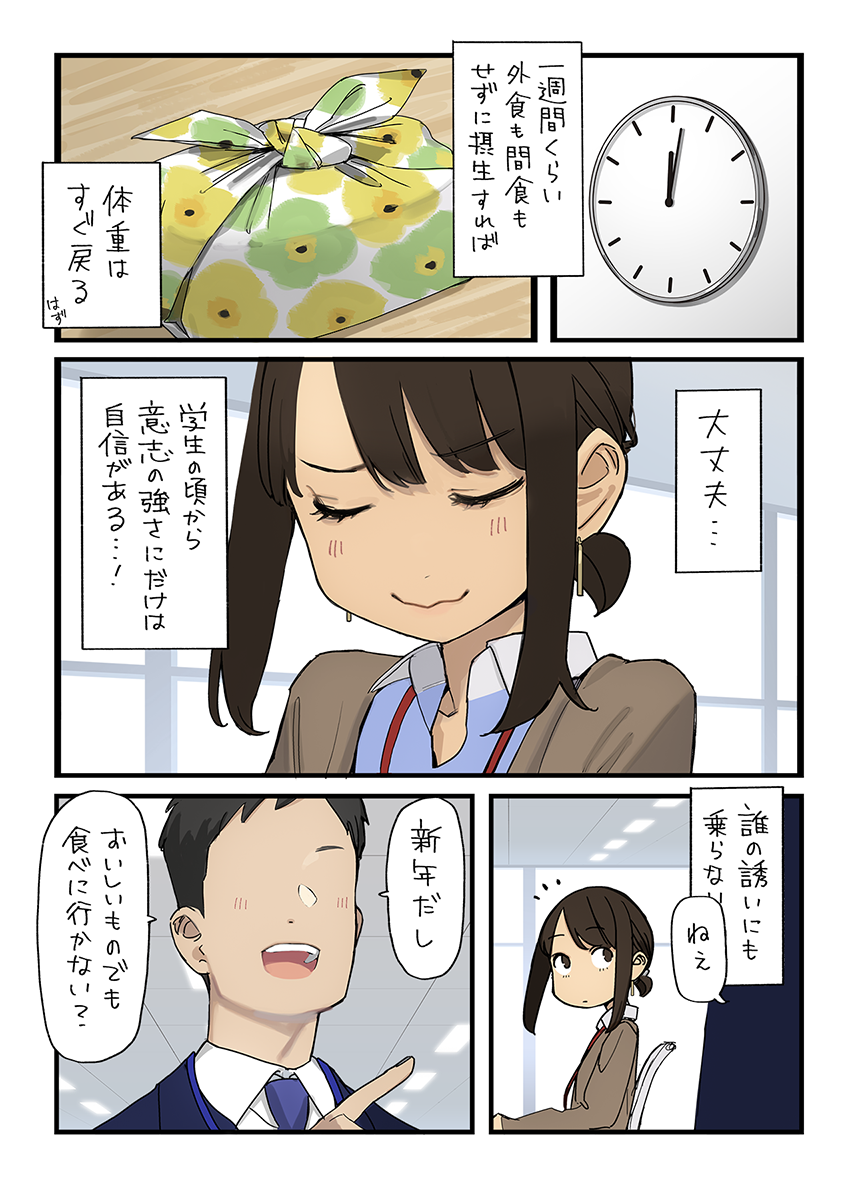 一週間くらい
外食も間食も
せずに摂生すれば
体重は
すぐ戻る
はず
大丈夫…
学生の頃から
意志の強さにだけは
自信がある…!
誰の誘いにも
乗らな
ねぇ
新年だし
おいしいものでも
食べに行かない?